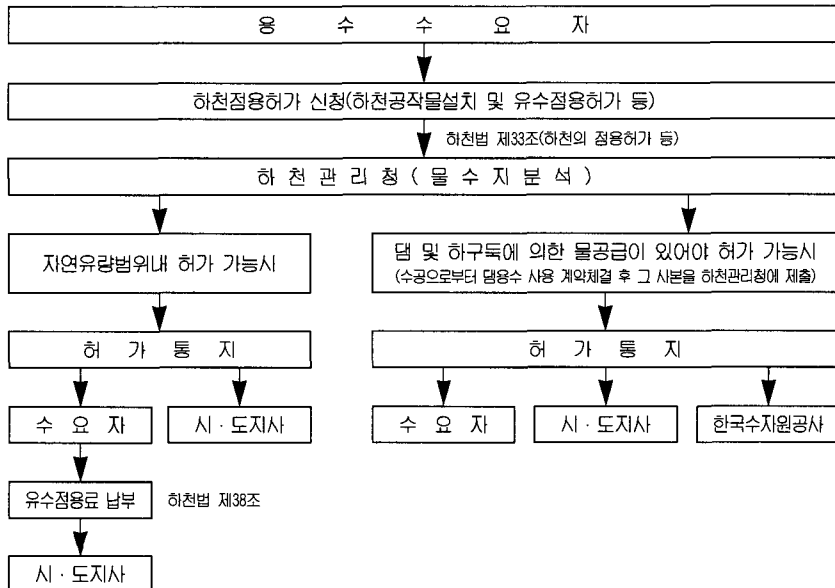 용 수 수 요 자
하천점용허가 신청(하천공작물설치 및 유수점용허가 등)
하천법 제33조(하천의 점용허가 등)
하 천 관 리 청 ( 물 수 지 분 석 )
자연유량범위내 허가 가능시
댐 및 하구둑에 의한 물공급이 있어야 허가 가능시
(수공으로부터 댐용수 사용 계약체결 후 그 사본을 하천관리청에 제출)
허 가 통 지
허 가 통 지
수 요 자
시 · 도지사
수 요 자
시 · 도지사
한국수자원공사
유수점용료 납부
하천법 제38조
시 · 도지사